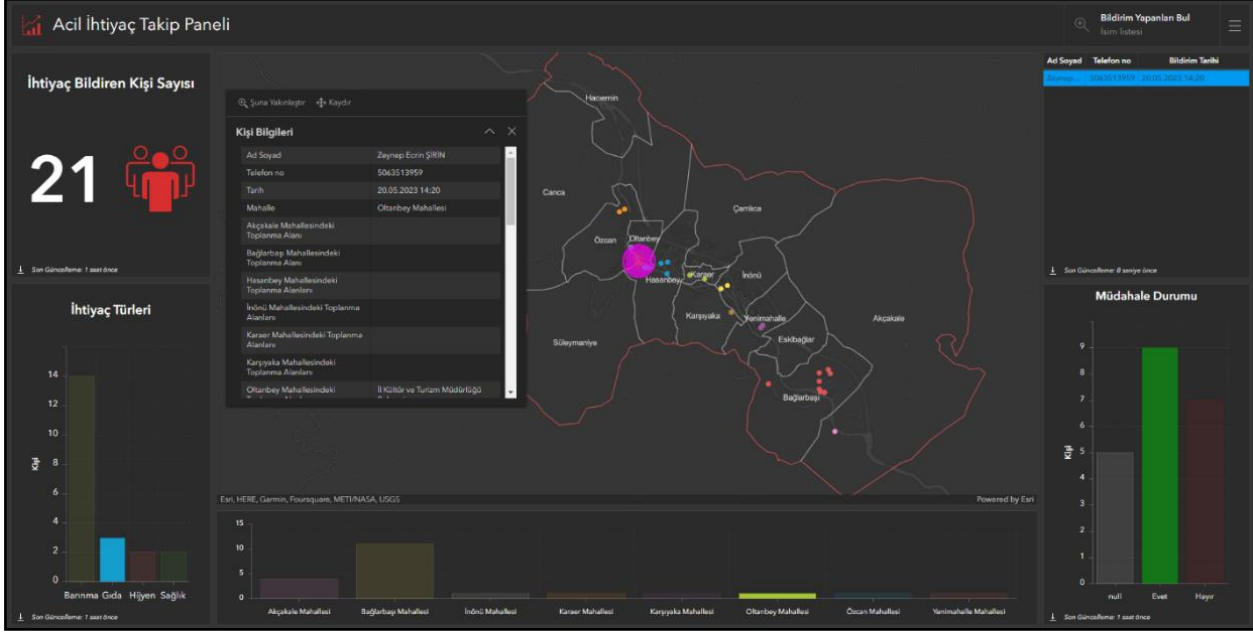 Acil İhtiyaç Takip Paneli
Bildirim Yapanları Bul
İsim listesi
İhtiyaç Bildiren Kişi Sayısı
21
Son Güncelleme: 1 saat önce
İhtiyaç Türleri
14
12
10
8
6
4
2
0
Kişi
Barınma Gıda Hijyen Sağlık
Son Güncelleme: 1 saat önce
Şuna Yakınlaştır Kaydır
Kişi Bilgileri
Ad Soyad Zeynep Ecrin ŞİRİN
Telefon no 5063513959
Tarih 20.05.2023 14:20
Mahalle Oltanbey Mahallesi
Akçakale Mahallesindeki
Toplanma Alanı
Bağlarbaşı Mahallesindeki
Toplanma Alanı
Hasanbey Mahallesindeki
Toplanma Alanları
İnönü Mahallesindeki Toplanma
Alanları
Karaer Mahallesindeki Toplanma
Alanları
Karşıyaka Mahallesindeki
Toplanma Alanları
Oltanbey Mahallesindeki İl Kültür ve Turizm Müdürlüğü
Hacıemin
Canca
Çamlıca
Özcan
Oltanbey
Hasanbey
Karaer
İnönü
Karşıyaka
Yenimahalle
Akçakale
Süleymaniye
Eskibağlar
Bağlarbaşı
Esri, HERE, Garmin, Foursquare, METI/NASA, USGS
Powered by Esri
15
10
5
0
Akçakale Mahallesi Bağlarbaşı Mahallesi İnönü Mahallesi Karaer Mahallesi Karşıyaka Mahallesi Oltanbey Mahallesi Özcan Mahallesi Yenimahalle Mahallesi
Ad Soyad Telefon no Bildirim Tarihi
Zeynep... 5063513959 20.05.2023 14:20
Son Güncelleme: 8 saniye önce
Müdahale Durumu
9
8
7
6
5
4
3
2
1
0
Kişi
null Evet Hayır
Son Güncelleme: 1 saat önce